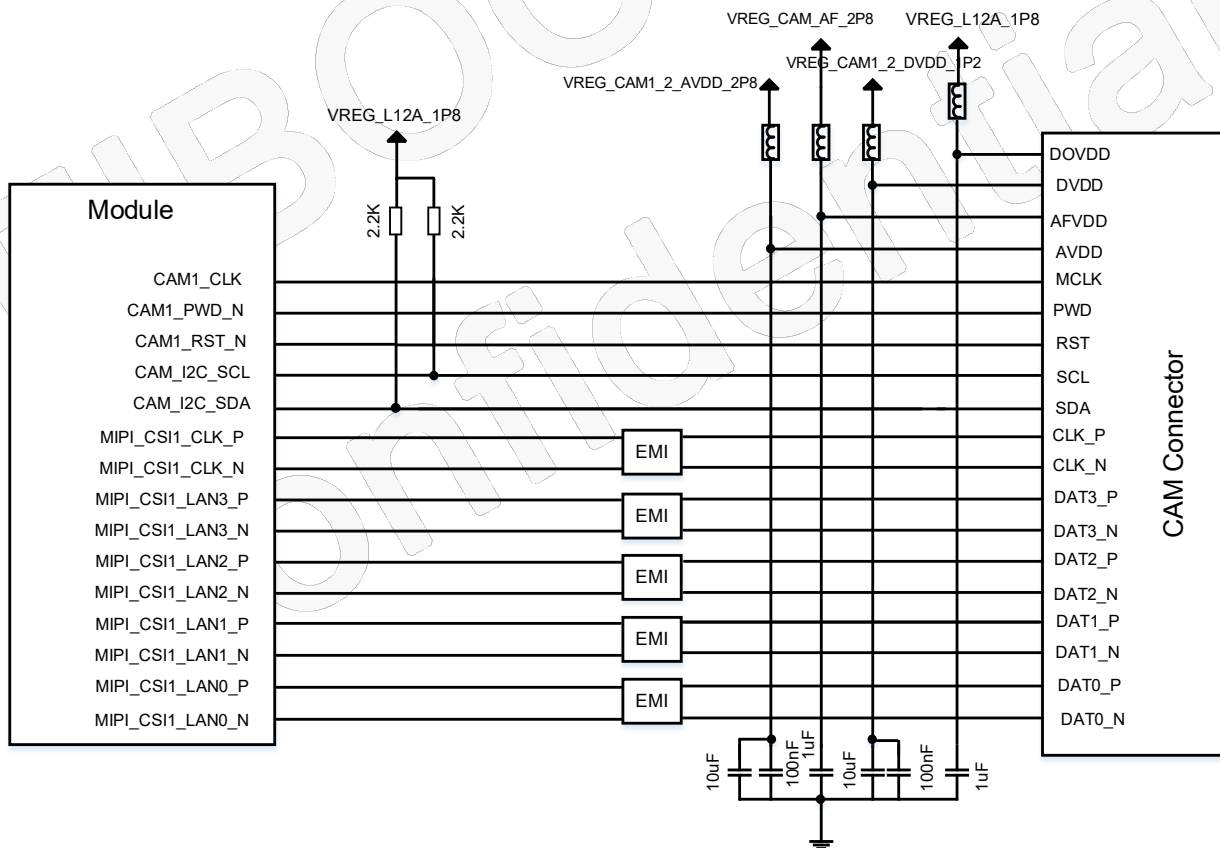 VREG_CAM_AF_2P8
VREG_L12A_1P8
VREG_CAM1_2_DVDD_1P2
VREG_CAM1_2_AVDD_2P8
VREG_L12A_1P8
2.2K
2.2K
Module
CAM1_CLK
CAM1_PWD_N
CAM1_RST_N
CAM_I2C_SCL
CAM_I2C_SDA
MIPI_CSI1_CLK_P
MIPI_CSI1_CLK_N
MIPI_CSI1_LAN3_P
MIPI_CSI1_LAN3_N
MIPI_CSI1_LAN2_P
MIPI_CSI1_LAN2_N
MIPI_CSI1_LAN1_P
MIPI_CSI1_LAN1_N
MIPI_CSI1_LAN0_P
MIPI_CSI1_LAN0_N
EMI
EMI
EMI
EMI
EMI
DOVDD
DVDD
AFVDD
AVDD
MCLK
PWD
RST
SCL
SDA
CLK_P
CLK_N
DAT3_P
DAT3_N
DAT2_P
DAT2_N
DAT1_P
DAT1_N
DAT0_P
DAT0_N
CAM Connector
10uF
100nF
1uF
10uF
100nF
1uF